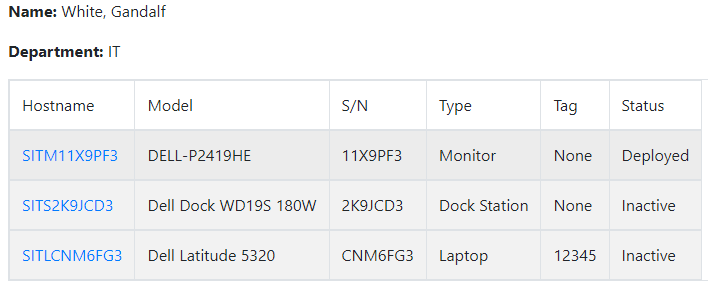 Name: White, Gandalf
Department: IT
Hostname Model S/N Type Tag Status
SITM11X9PF3 DELL-P2419HE 11X9PF3 Monitor None Deployed
SITS2K9JCD3 Dell Dock WD19S 180W 2K9JCD3 Dock Station None Inactive
SITLCNM6FG3 Dell Latitude 5320 CNM6FG3 Laptop 12345 Inactive